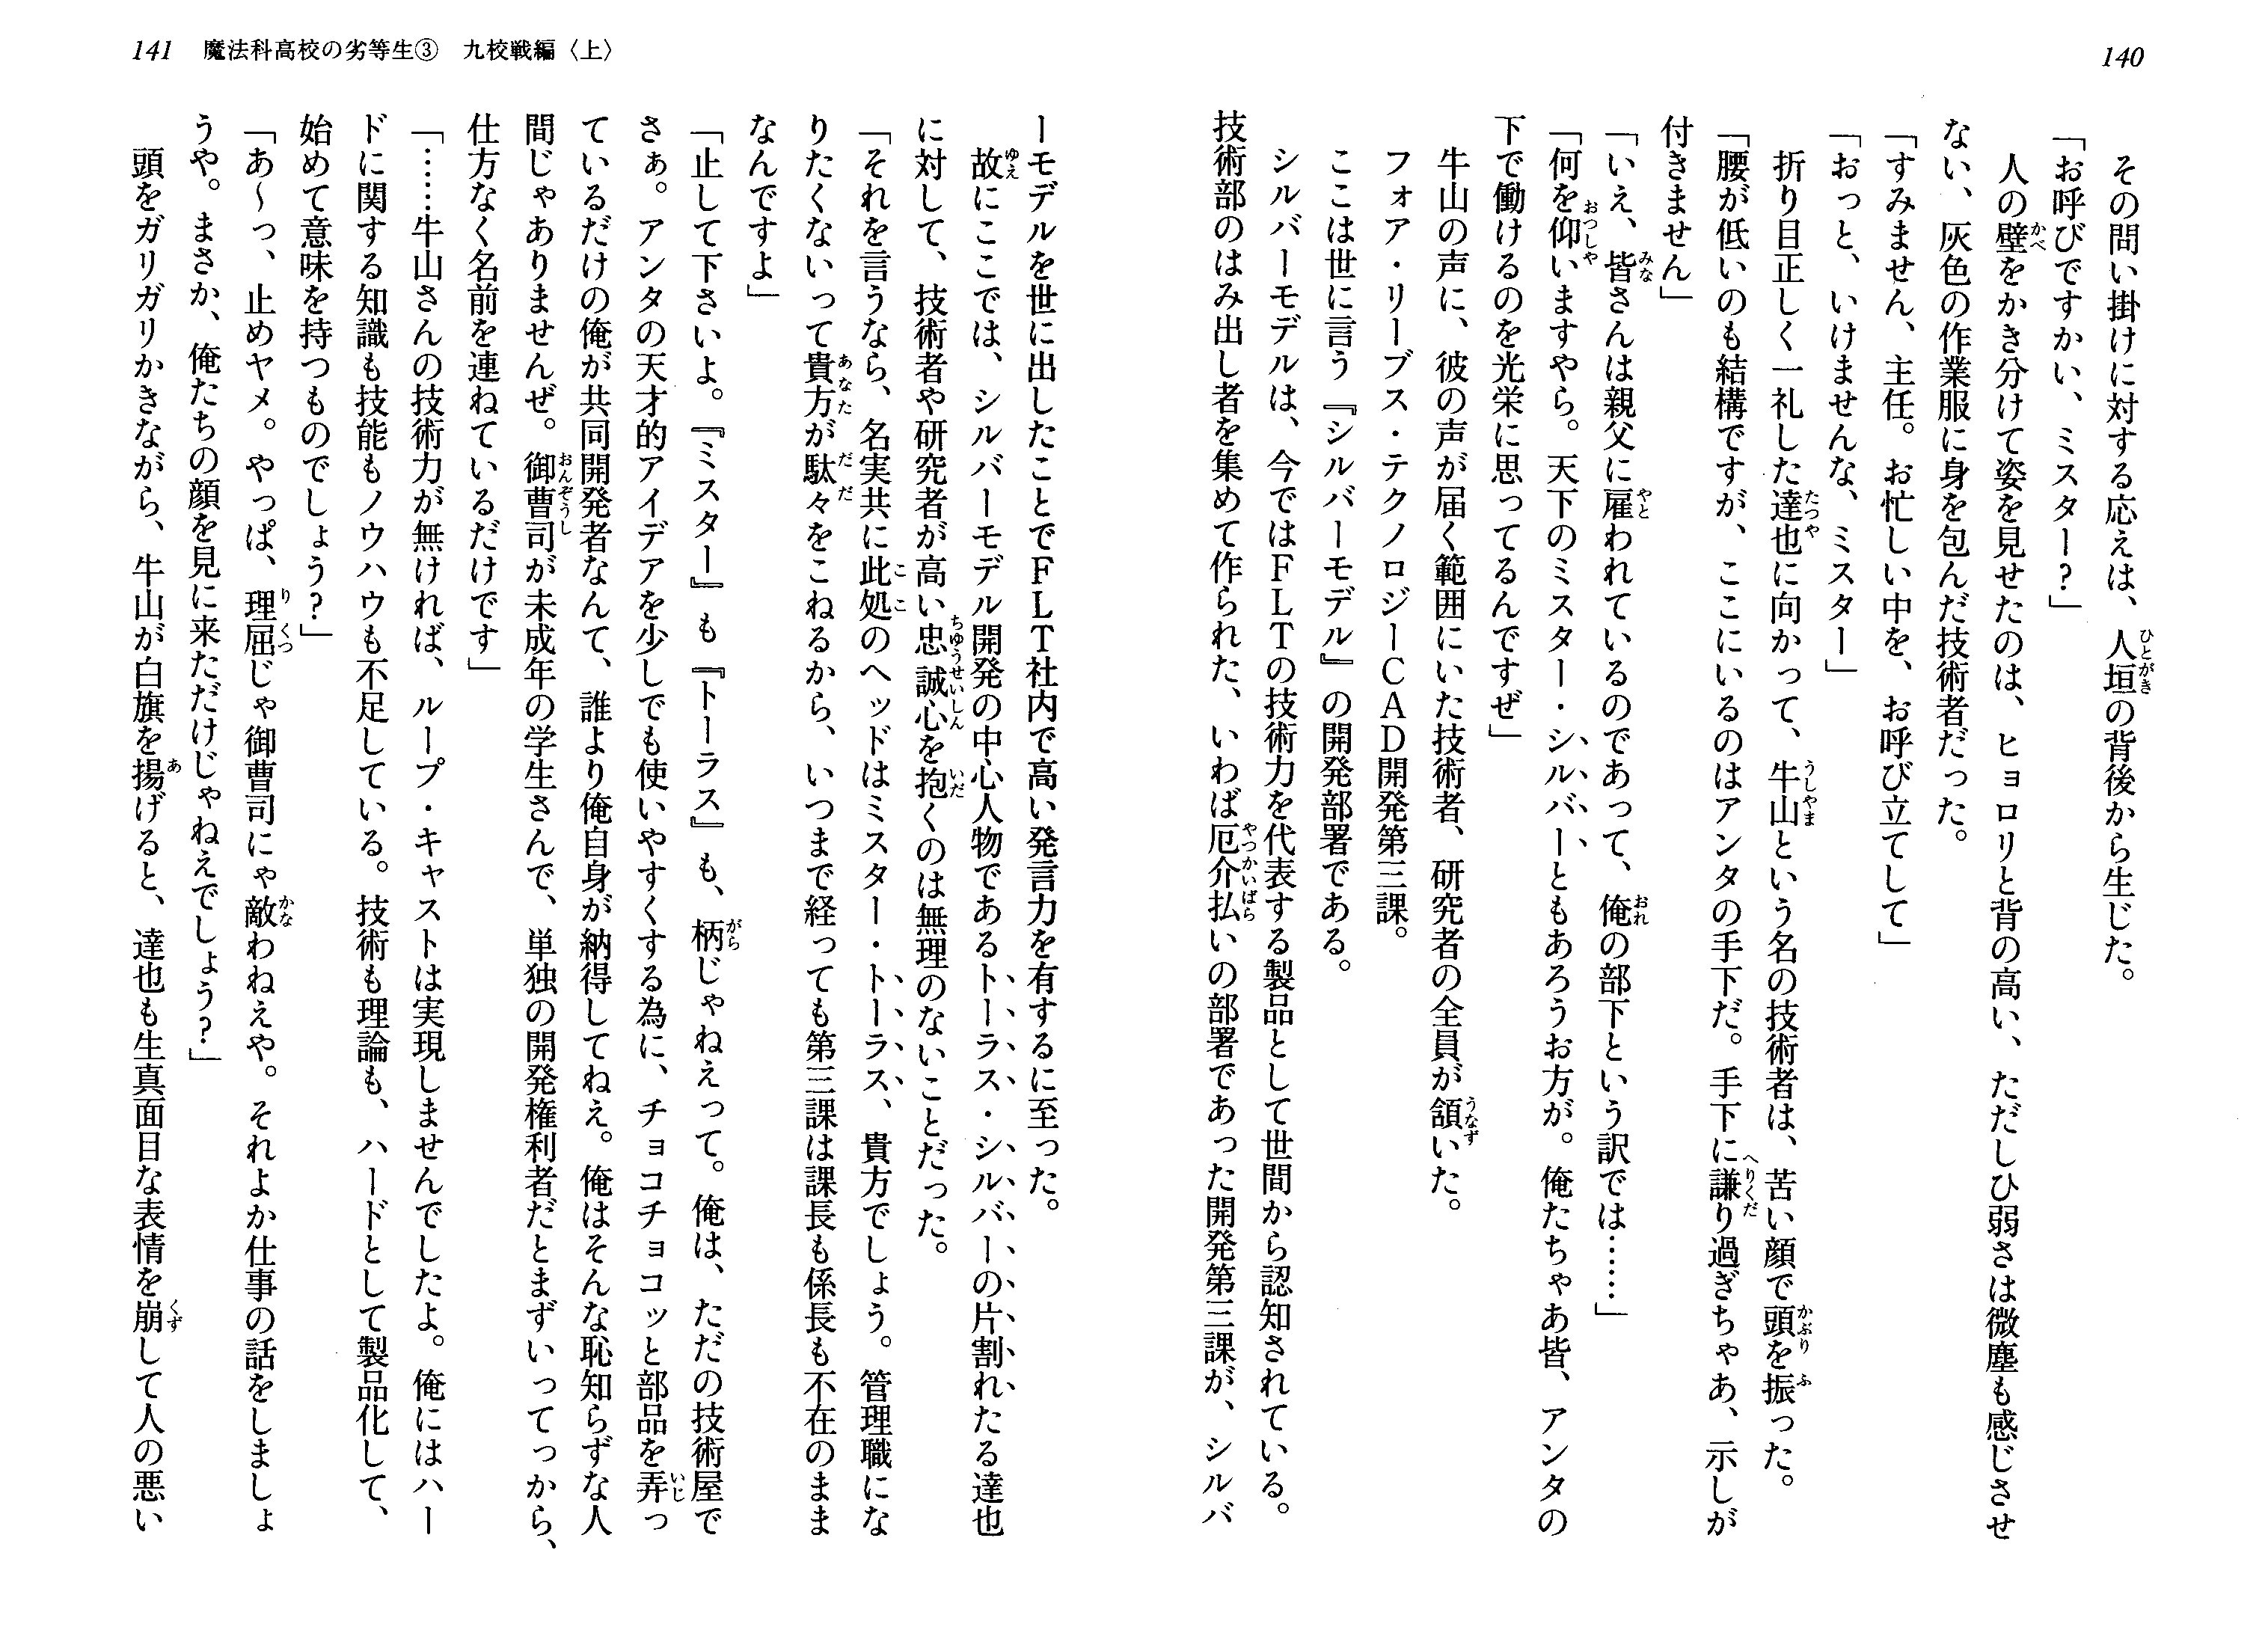 140
その問い掛けに対する応えは、人垣の背後から生じた。
「お呼びですかい、ミスター？」
人の壁をかき分けて姿を見せたのは、ヒョロリと背の高い、ただしひ弱さは微塵も感じさせ
ない、灰色の作業服に身を包んだ技術者だった。
「すみません、主任。お忙しい中を、お呼び立てして」
「おっと、いけませんな、ミスター」
折り目正しく一礼した達也に向かって、牛山という名の技術者は、苦い顔で頭を振った。
「腰が低いのも結構ですが、ここにいるのはアンタの手下だ。手下に謙り過ぎちゃあ、示しが
付きません」
「いえ、皆さんは親父に雇われているのであって、俺の部下という訳では……」
「何を仰いますやら。天下のミスター・シルバーともあろうお方が。俺たちゃあ皆、アンタの
下で働けるのを光栄に思ってるんですぜ」
牛山の声に、彼の声が届く範囲にいた技術者、研究者の全員が頷いた。
フォア・リーブス・テクノロジーＣＡＤ開発第三課。
ここは世に言う『シルバーモデル』の開発部署である。
シルバーモデルは、今ではＦＬＴの技術力を代表する製品として世間から認知されている。
技術部のはみ出し者を集めて作られた、いわば厄介払いの部署であった開発第三課が、シルバ
141　魔法科高校の劣等生③　九校戦編〈上〉
ーモデルを世に出したことでＦＬＴ社内で高い発言力を有するに至った。
故にここでは、シルバーモデル開発の中心人物であるトーラス・シルバーの片割れたる達也
に対して、技術者や研究者が高い忠誠心を抱くのは無理のないことだった。
「それを言うなら、名実共に此処のヘッドはミスター・トーラス、貴方でしょう。管理職にな
りたくないって貴方が駄々をこねるから、いつまで経っても第三課は課長も係長も不在のまま
なんですよ」
「止して下さいよ。『ミスター』も『トーラス』も、柄じゃねえって。俺は、ただの技術屋で
さぁ。アンタの天才的アイデアを少しでも使いやすくする為に、チョコチョコッと部品を弄っ
ているだけの俺が共同開発者なんて、誰より俺自身が納得してねえ。俺はそんな恥知らずな人
間じゃありませんぜ。御曹司が未成年の学生さんで、単独の開発権利者だとまずいってっから、
仕方なく名前を連ねているだけです」
「……牛山さんの技術力が無ければ、ループ・キャストは実現しませんでしたよ。俺にはハー
ドに関する知識も技能もノウハウも不足している。技術も理論も、ハードとして製品化して、
始めて意味を持つものでしょう？」
「あ～っ、止めヤメ。やっぱ、理屈じゃ御曹司にゃ敵わねえや。それよか仕事の話をしましょ
うや。まさか、俺たちの顔を見に来ただけじゃねえでしょう？」
頭をガリガリかきながら、牛山が白旗を揚げると、達也も生真面目な表情を崩して人の悪い